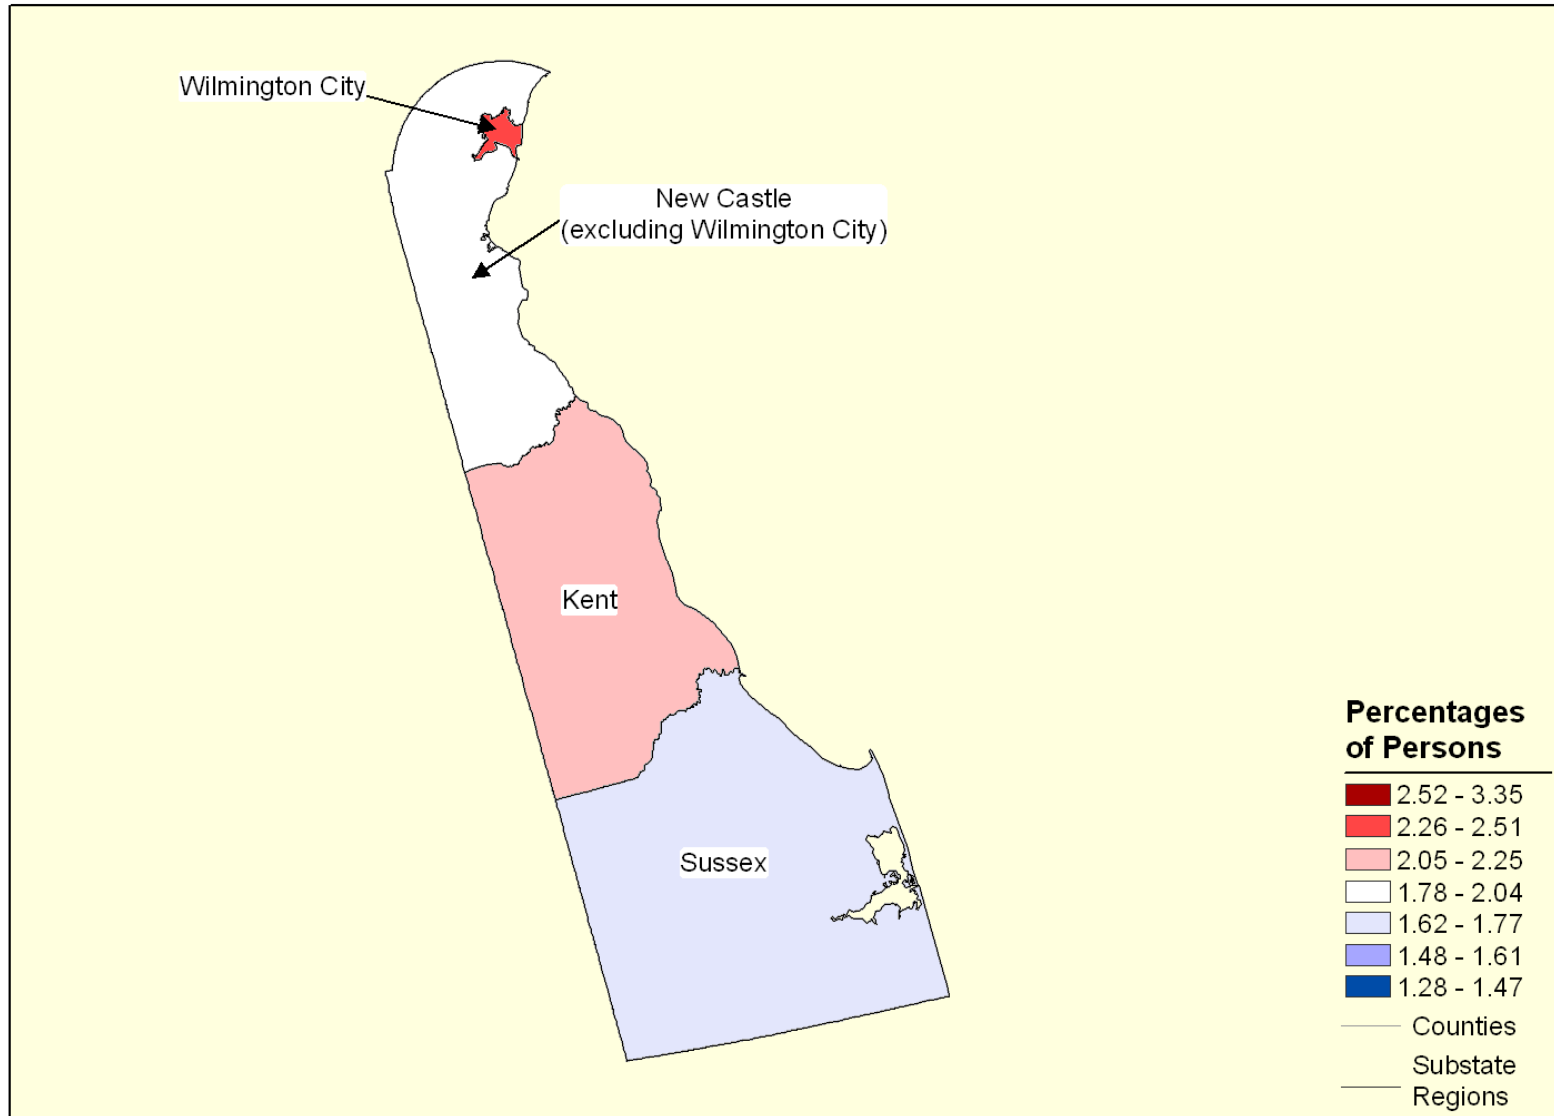 Wilmington City
New Castle
(excluding Wilmington City)
Kent
Sussex
Percentages
of Persons
2.52 - 3.35
2.26 - 2.51
2.05 - 2.25
1.78 - 2.04
1.62 - 1.77
1.48 - 1.61
1.28 - 1.47
Counties
Substate
Regions